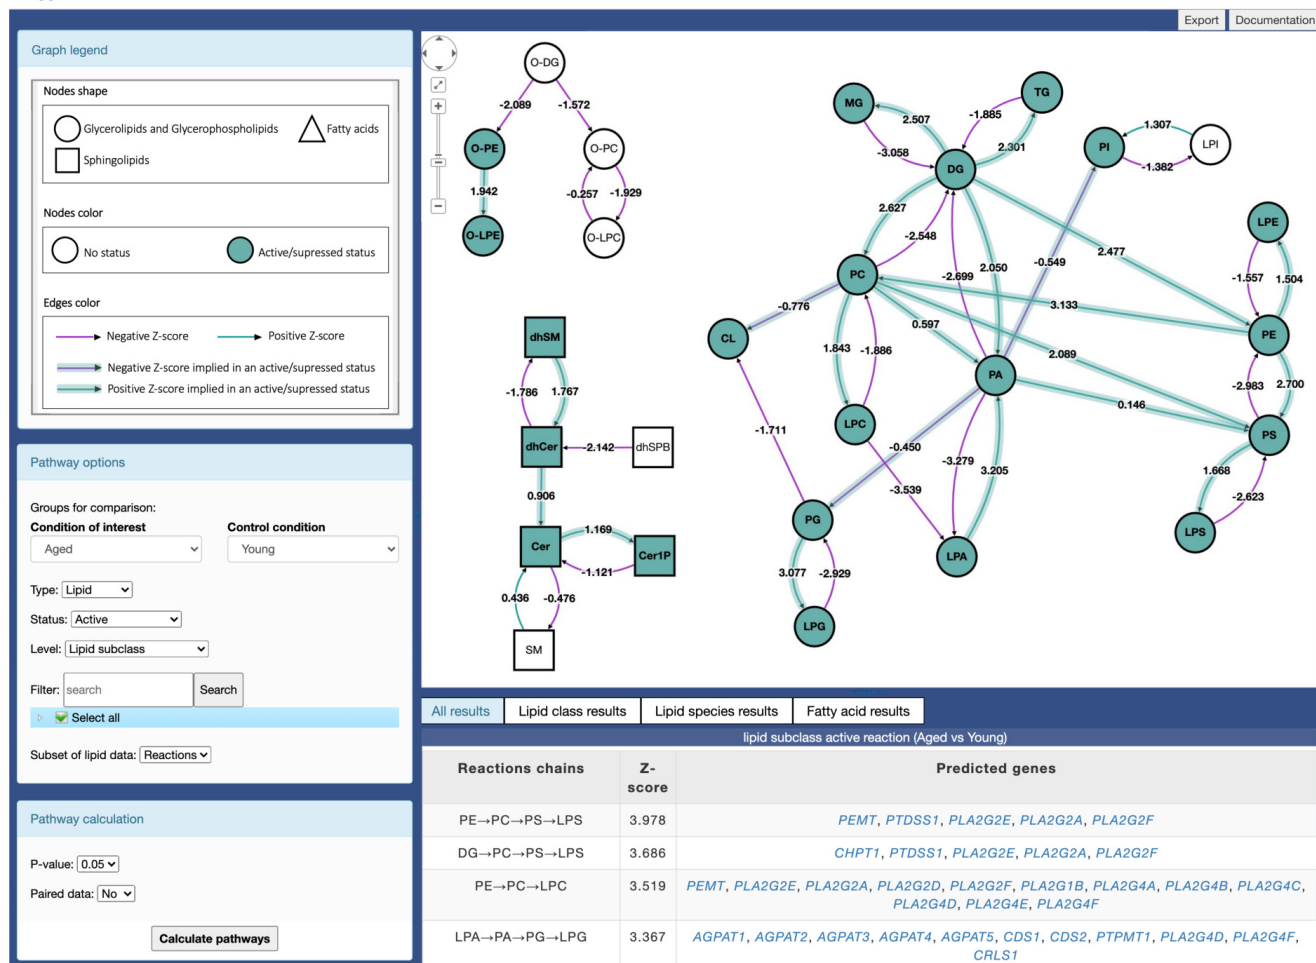 Export
Documentation
Graph legend
Nodes shape
Glycerolipids and Glycerophospholipids
Fatty acids
Sphingolipids
Nodes color
No status
Active/supressed status
Edges color
Negative Z-score
Positive Z-score
Negative Z-score implied in an active/supressed status
Positive Z-score implied in an active/supressed status
Pathway options
Groups for comparison:
Condition of interest
Control condition
Aged
Young
Type: Lipid
Status: Active
Level: Lipid subclass
Filter: search Search
Select all
Subset of lipid data: Reactions
Pathway calculation
P-value: 0.05
Paired data: No
Calculate pathways
O-DG
-2.089
-1.572
O-PE
O-PC
1.942
-0.257
-1.929
O-LPE
O-LPC
MG
TG
2.507
-1.885
-3.058
2.301
DG
PI
1.307
LPI
-1.382
2.627
-2.548
-2.699
2.050
-0.549
2.477
LPE
-1.557
1.504
PC
-0.776
3.133
PE
CL
1.843
-1.886
0.597
2.089
PA
-2.983
2.700
0.146
LPC
PS
-1.711
-0.450
-3.279
3.205
-3.539
1.668
-2.623
PG
LPS
LPA
3.077
-2.929
LPG
dhSM
-1.786
1.767
dhCer
-2.142
dhSPB
0.906
Cer
1.169
Cer1P
-1.121
0.436
-0.476
SM
All results
Lipid class results
Lipid species results
Fatty acid results
lipid subclass active reaction (Aged vs Young)
Reactions chains
Z-
score
Predicted genes
PE→PC→PS→LPS 3.978 PEMT, PTDSS1, PLA2G2E, PLA2G2A, PLA2G2F
DG→PC→PS→LPS 3.686 CHPT1, PTDSS1, PLA2G2E, PLA2G2A, PLA2G2F
PE→PC→LPC 3.519 PEMT, PLA2G2E, PLA2G2A, PLA2G2D, PLA2G2F, PLA2G1B, PLA2G4A, PLA2G4B, PLA2G4C,
PLA2G4D, PLA2G4E, PLA2G4F
LPA→PA→PG→LPG 3.367 AGPAT1, AGPAT2, AGPAT3, AGPAT4, AGPAT5, CDS1, CDS2, PTPMT1, PLA2G4D, PLA2G4F,
CRLS1